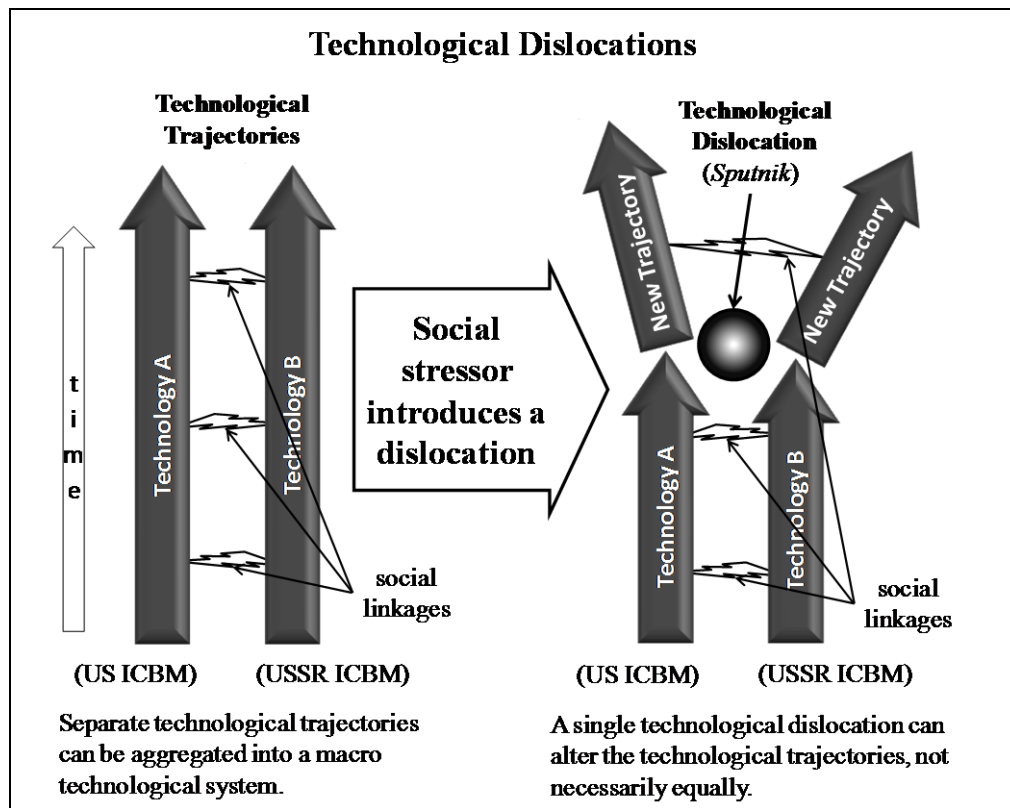 Technological Dislocations
Technological
Trajectories
time
Technology A
Technology B
social
linkages
(US ICBM)
(USSR ICBM)
Separate technological trajectories
can be aggregated into a macro
technological system.
Social
stressor
introduces a
dislocation
Technological
Dislocation
(Sputnik)
New Trajectory
New Trajectory
Technology A
Technology B
social
linkages
(US ICBM)
(USSR ICBM)
A single technological dislocation can
alter the technological trajectories, not
necessarily equally.